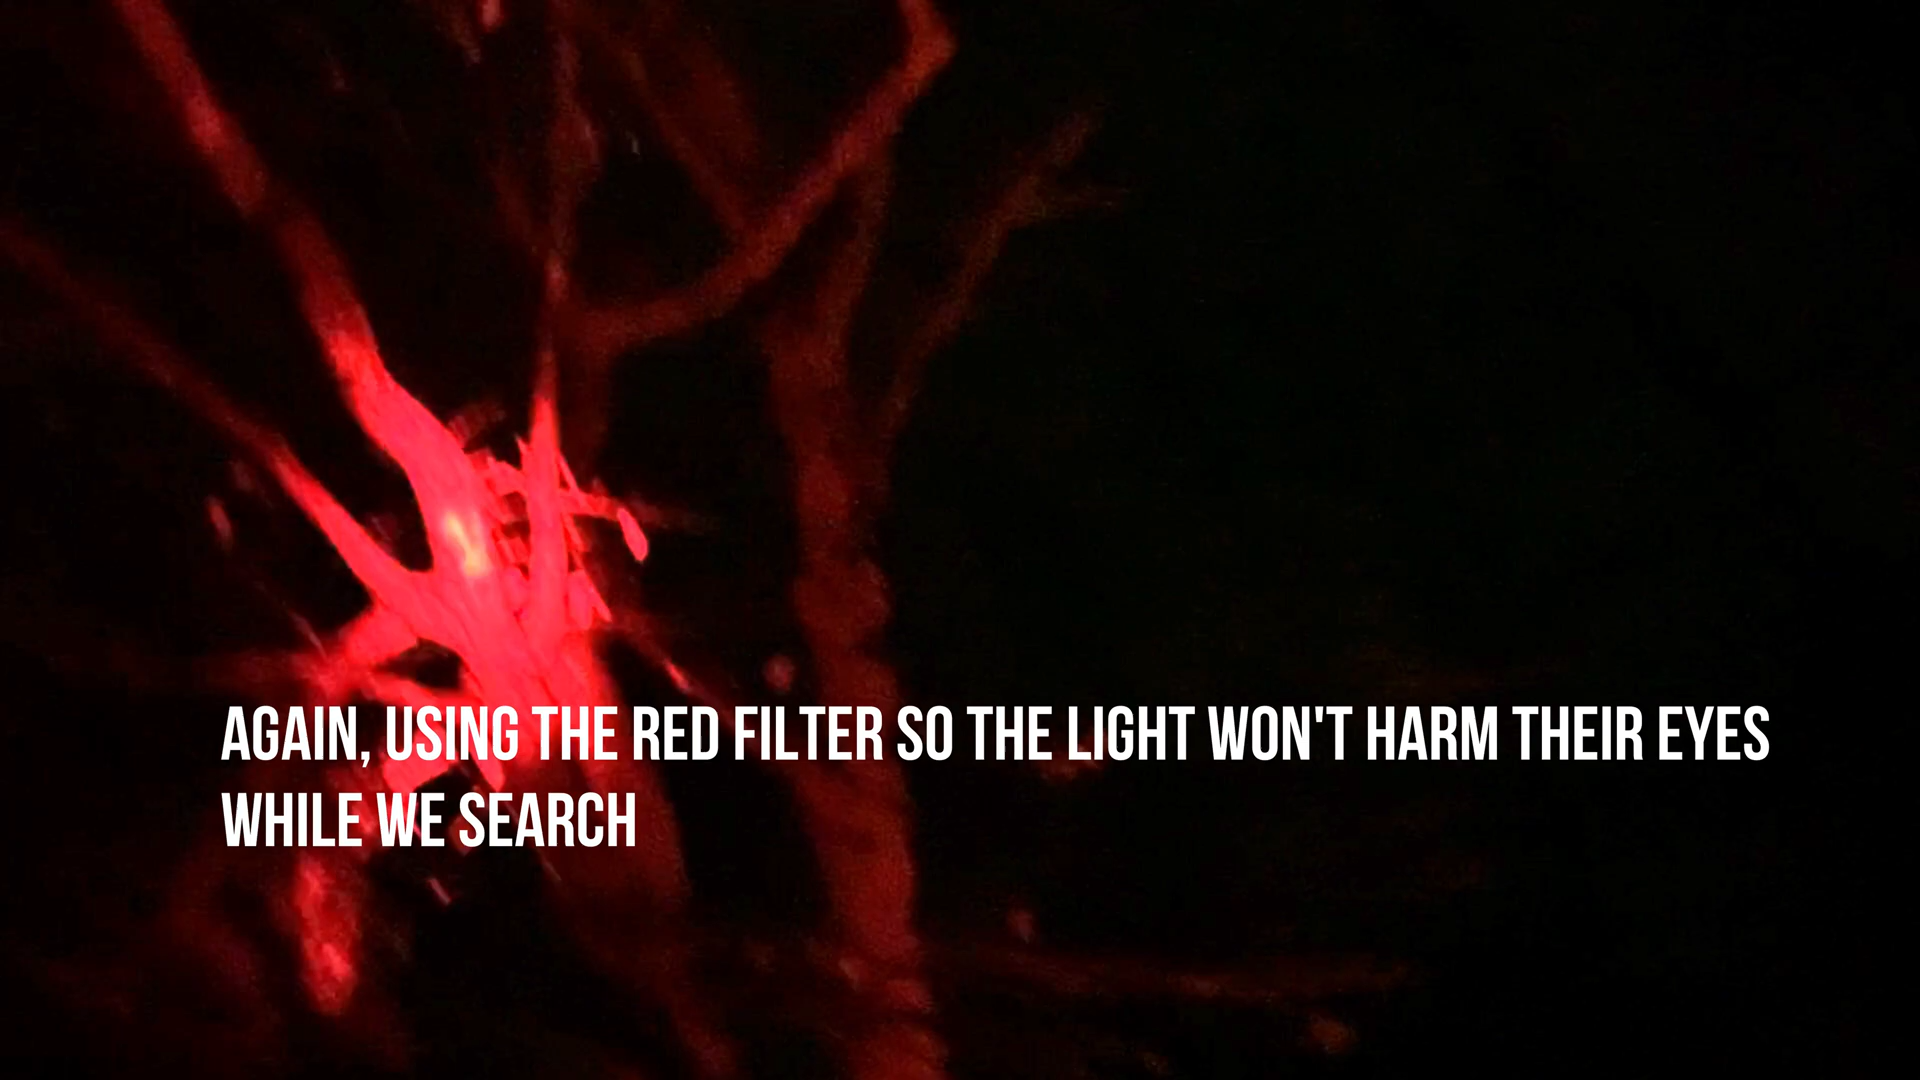 AGAIN, USING THE RED FILTER SO THE LIGHT WON'T HARM THEIR EYES
WHILE WE SEARCH